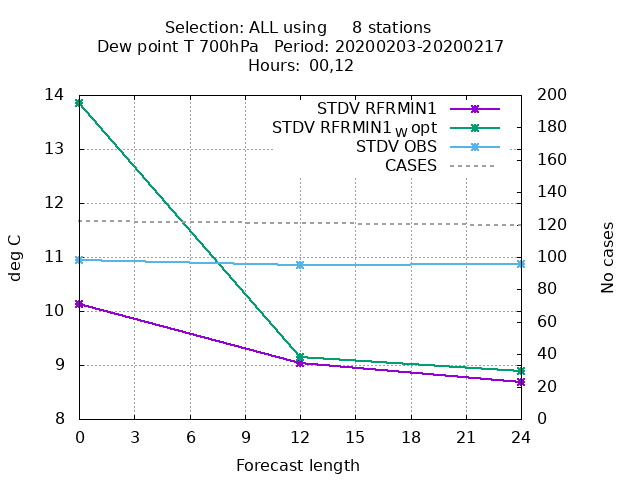 Selection: ALL using     8 stations
Dew point T 700hPa   Period: 20200203-20200217
Hours: 00,12
STDV RFRMIN1
STDV RFRMIN1W opt
STDV OBS
CASES
14
13
12
11
10
9
8
200
180
160
140
120
100
80
60
40
20
0
deg C
No cases
0 3 6 9 12 15 18 21 24
Forecast length